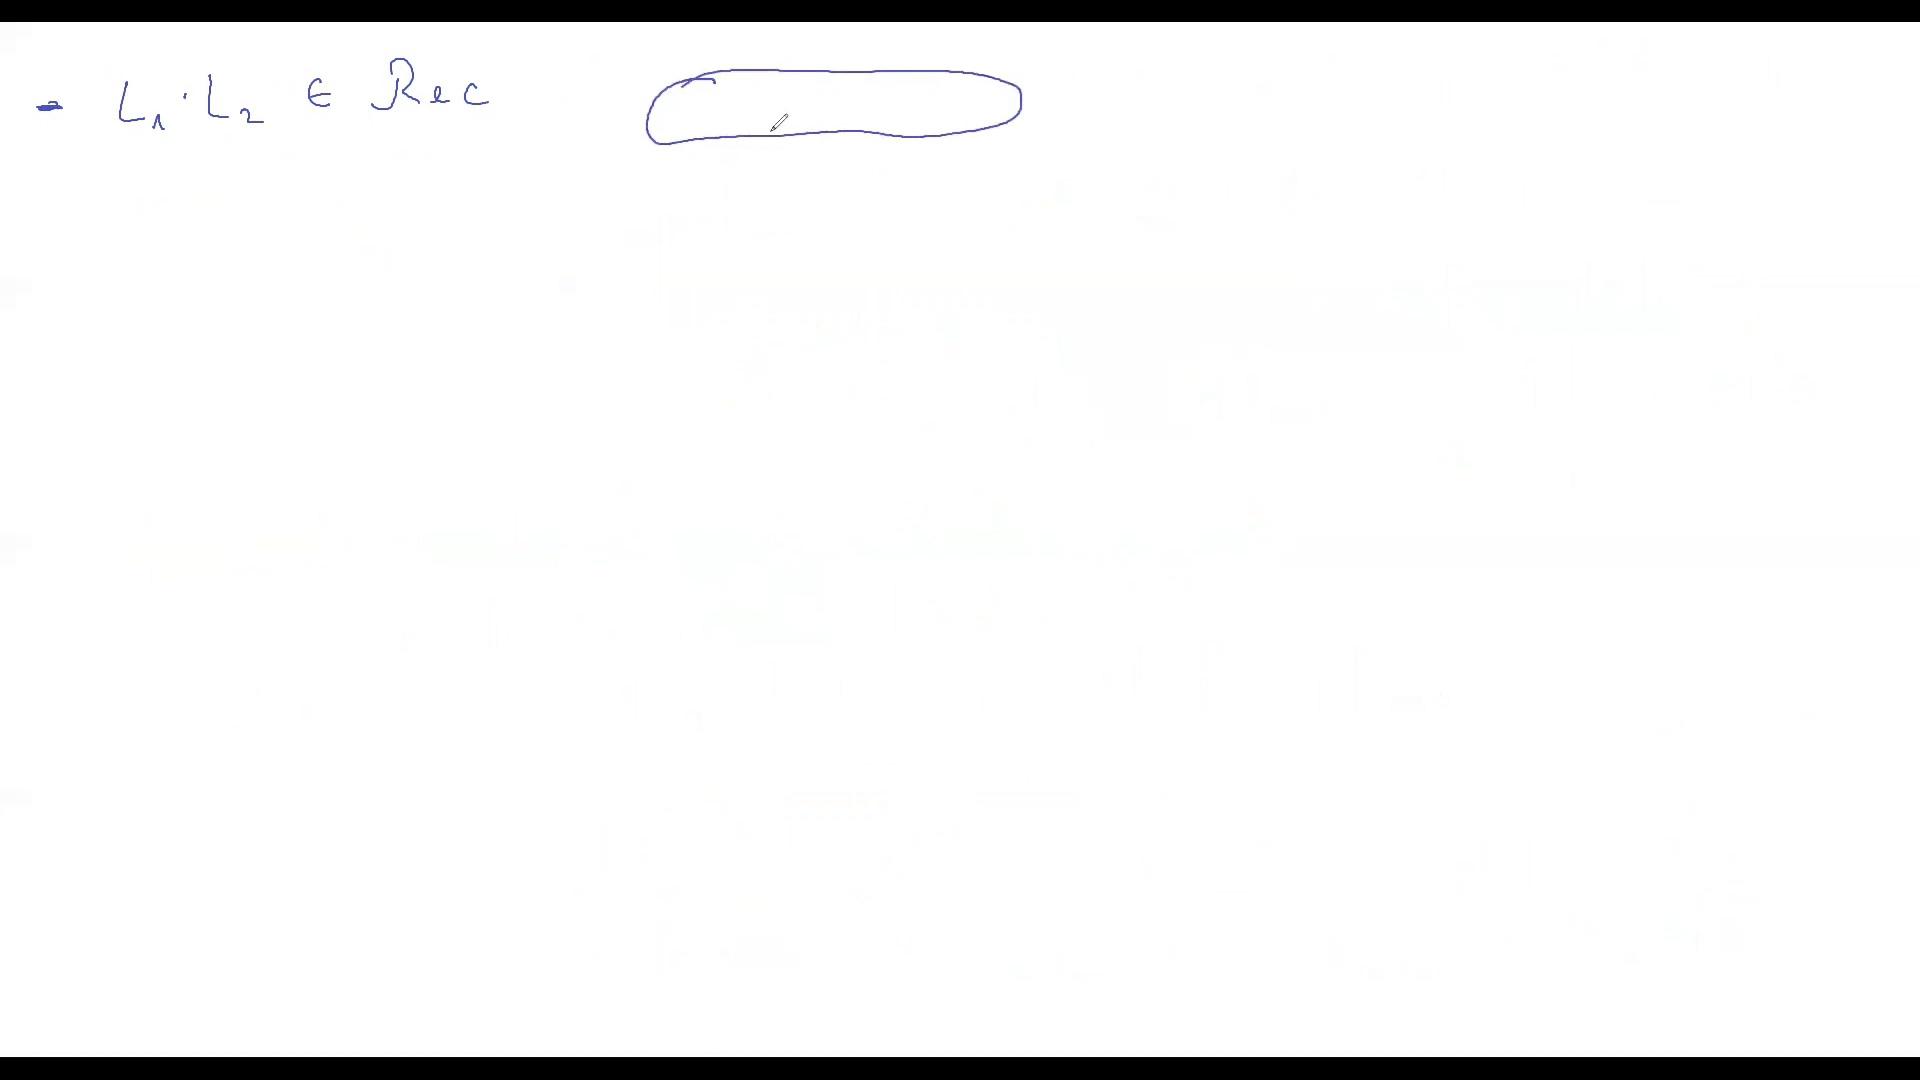 - L₁ · L₂ ∈ Rec